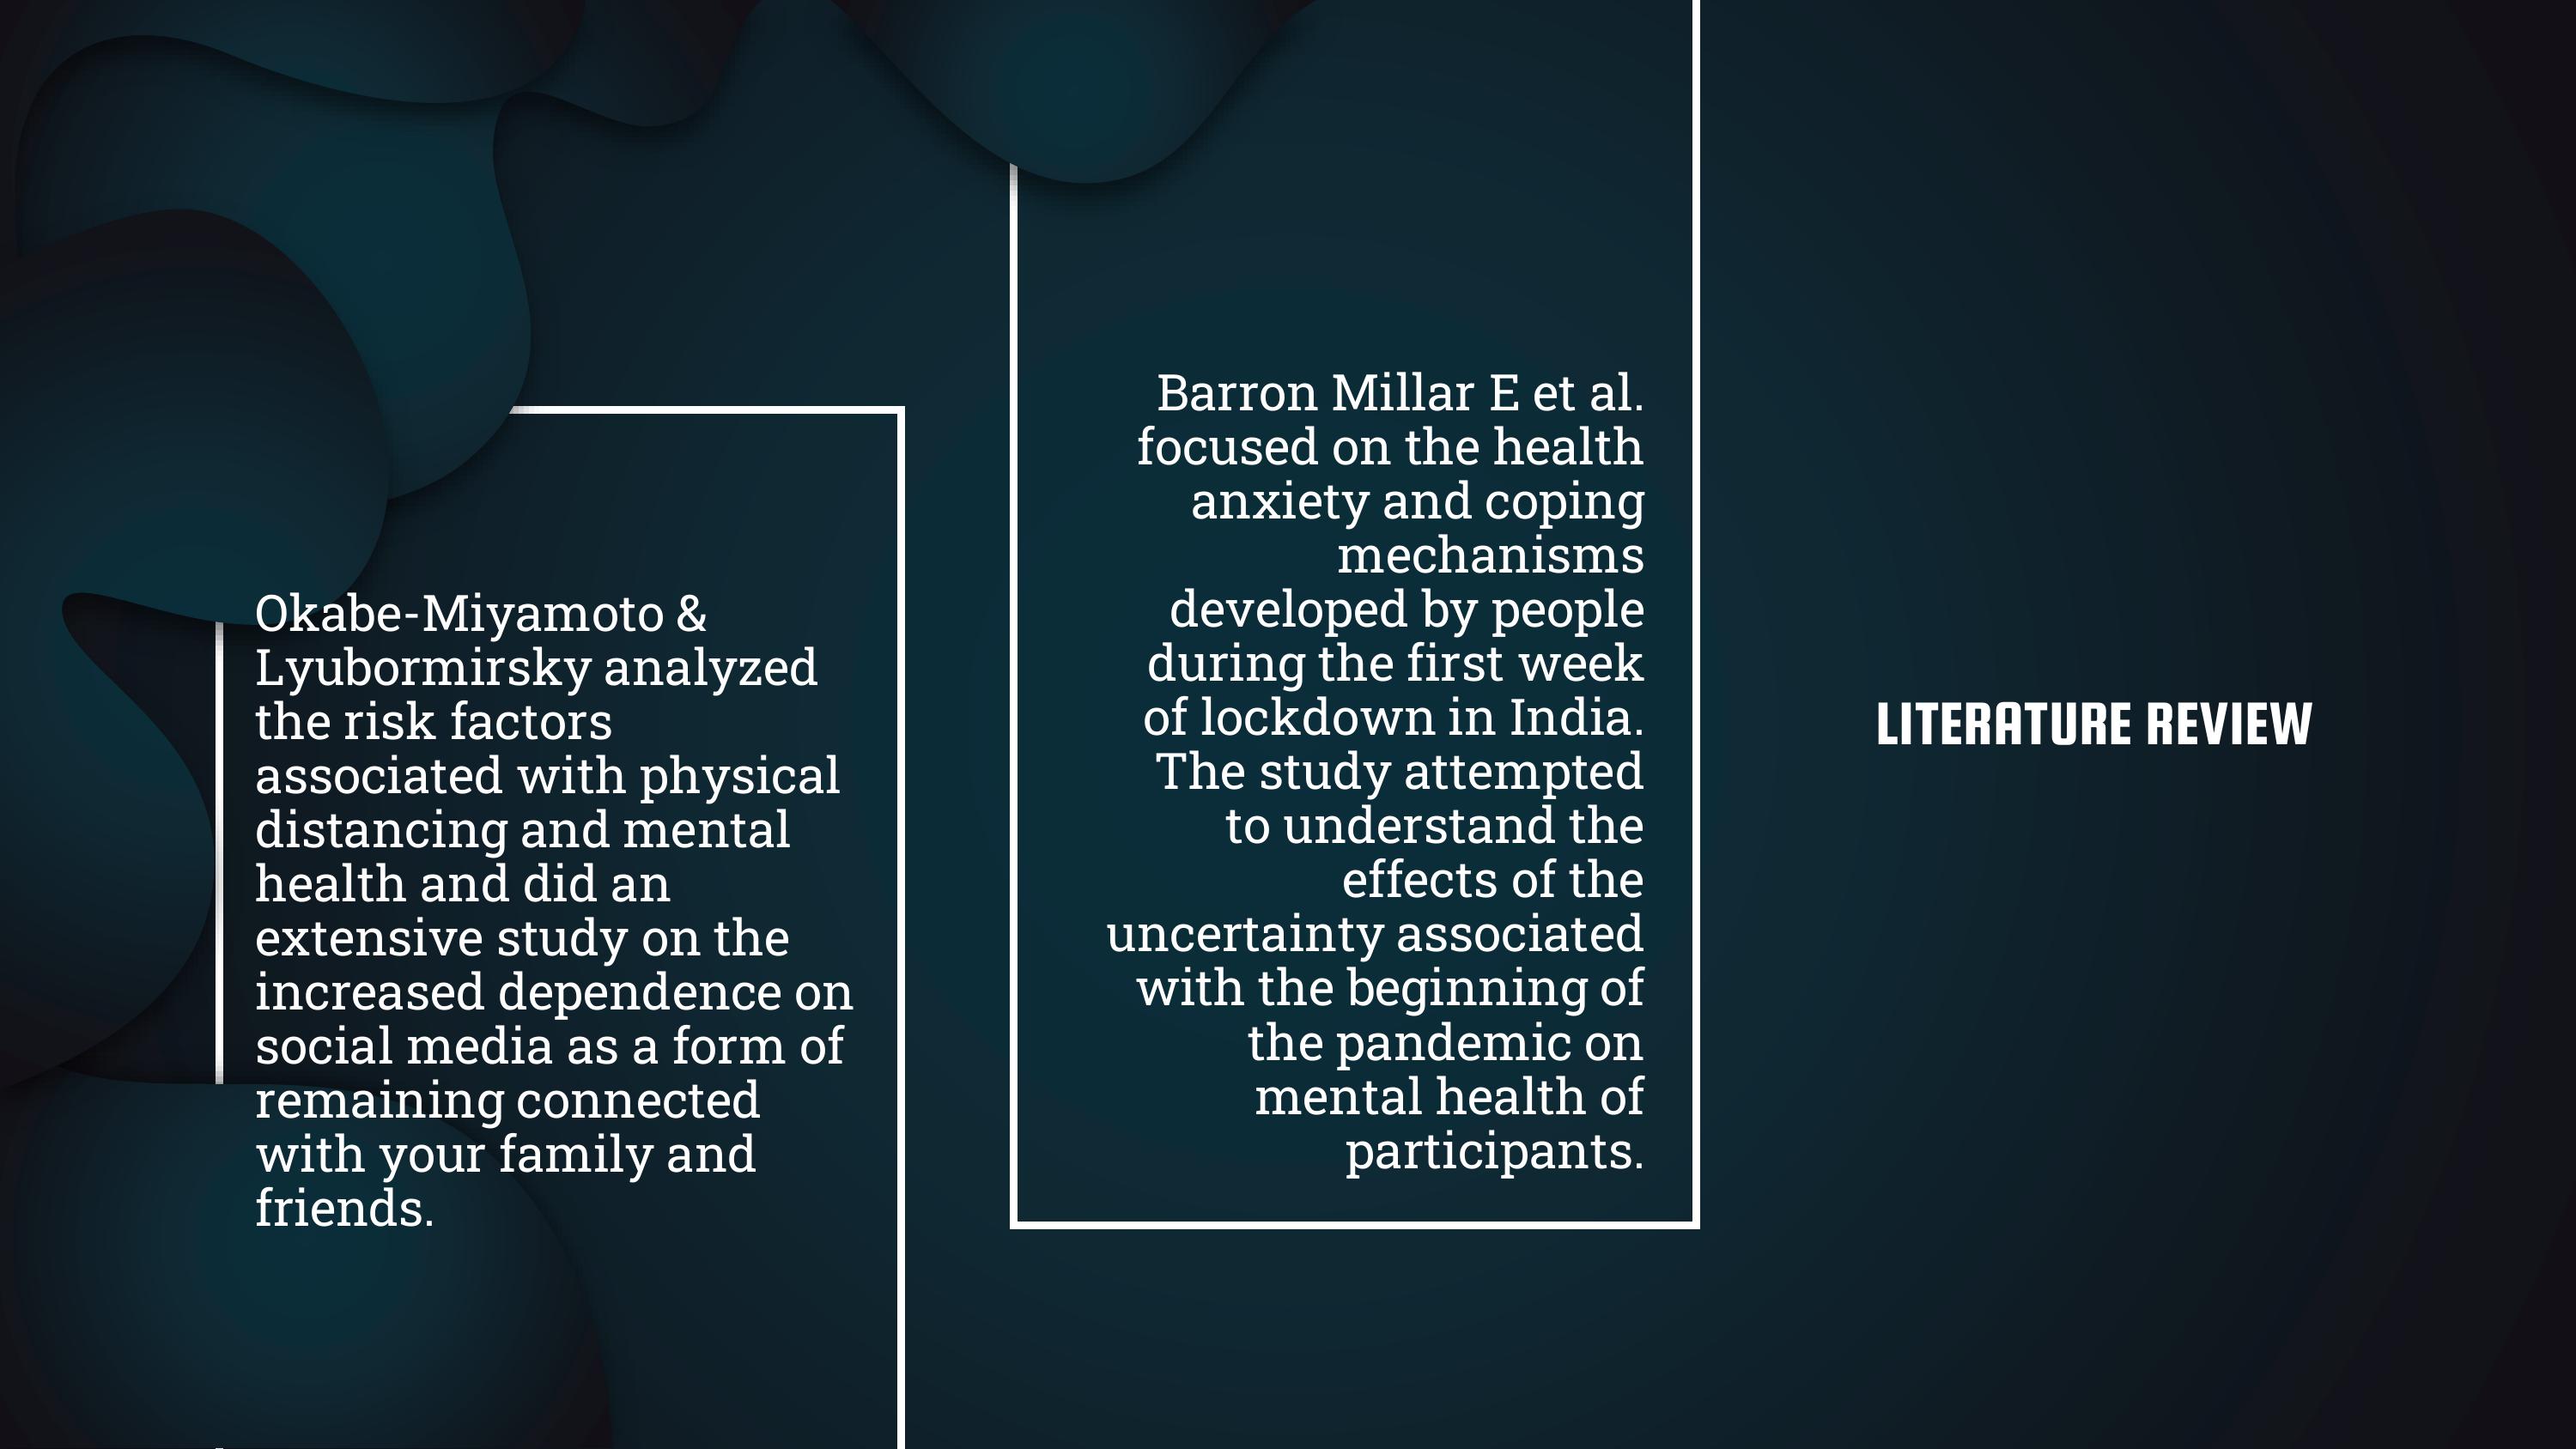 Okabe-Miyamoto &
Lyubormirsky analyzed
the risk factors
associated with physical
distancing and mental
health and did an
extensive study on the
increased dependence on
social media as a form of
remaining connected
with your family and
friends.
Barron Millar E et al.
focused on the health
anxiety and coping
mechanisms
developed by people
during the first week
of lockdown in India.
The study attempted
to understand the
effects of the
uncertainty associated
with the beginning of
the pandemic on
mental health of
participants.
LITERATURE REVIEW